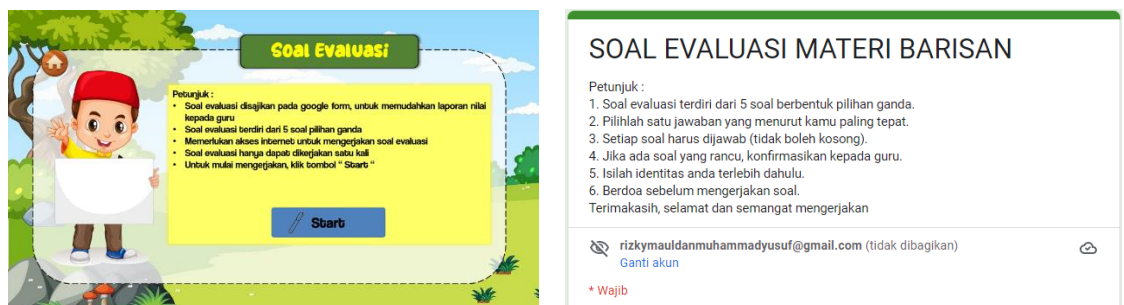 Soal Evaluasi
Petunjuk :
• Soal evaluasi disajikan pada google form, untuk memudahkan laporan nilai
kepada guru
• Soal evaluasi terdiri dari 5 soal pilihan ganda
• Memerlukan akses internet untuk mengerjakan soal evaluasi
• Soal evaluasi hanya dapat dikerjakan satu kali
• Untuk mulai mengerjakan, klik tombol " Start "
Start
SOAL EVALUASI MATERI BARISAN
Petunjuk :
1. Soal evaluasi terdiri dari 5 soal berbentuk pilihan ganda.
2. Pilihlah satu jawaban yang menurut kamu paling tepat.
3. Setiap soal harus dijawab (tidak boleh kosong).
4. Jika ada soal yang rancu, konfirmasikan kepada guru.
5. Isilah identitas anda terlebih dahulu.
6. Berdoa sebelum mengerjakan soal.
Terimakasih, selamat dan semangat mengerjakan
rizkymauldanmuhammadyusuf@gmail.com (tidak dibagikan)
Ganti akun
* Wajib